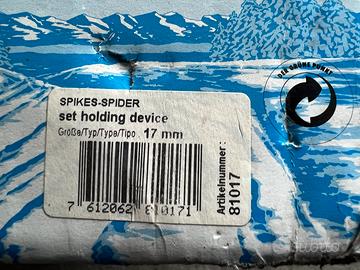 SPIKES-SPIDER
set holding device
Größe/Typ/Type/Tipo : 17 mm
7 612062 810171
Artikelnummer :
81017
DER GRÜNE PUNKT
SUBITO